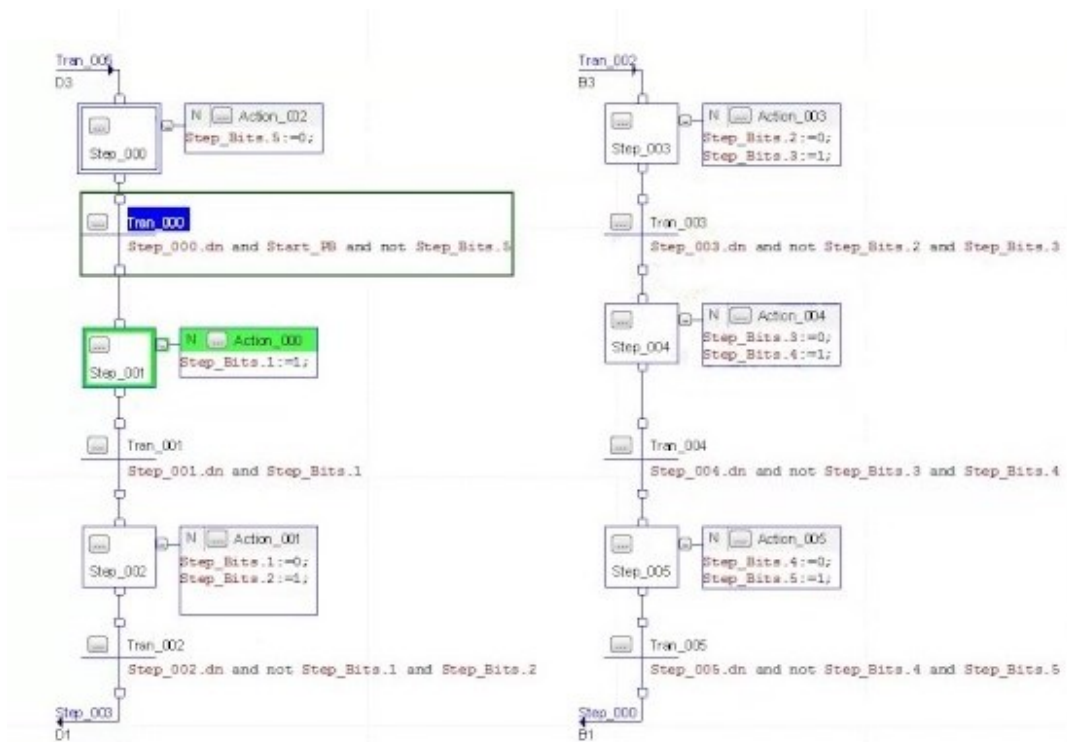 Tran_005
D3
N ... Action_002
Step_Bits.5:=0;
...
Step_000
... Tran_000
Step_000.dn and Start_PB and not Step_Bits.5
N ... Action_000
Step_Bits.1:=1;
...
Step_001
... Tran_001
Step_001.dn and Step_Bits.1
N ... Action_001
Step_Bits.1:=0;
Step_Bits.2:=1;
...
Step_002
... Tran_002
Step_002.dn and not Step_Bits.1 and Step_Bits.2
Step_003
D1
Tran_002
B3
N ... Action_003
Step_Bits.2:=0;
Step_Bits.3:=1;
...
Step_003
... Tran_003
Step_003.dn and not Step_Bits.2 and Step_Bits.3
N ... Action_004
Step_Bits.3:=0;
Step_Bits.4:=1;
...
Step_004
... Tran_004
Step_004.dn and not Step_Bits.3 and Step_Bits.4
N ... Action_005
Step_Bits.4:=0;
Step_Bits.5:=1;
...
Step_005
... Tran_005
Step_005.dn and not Step_Bits.4 and Step_Bits.5
Step_000
B1